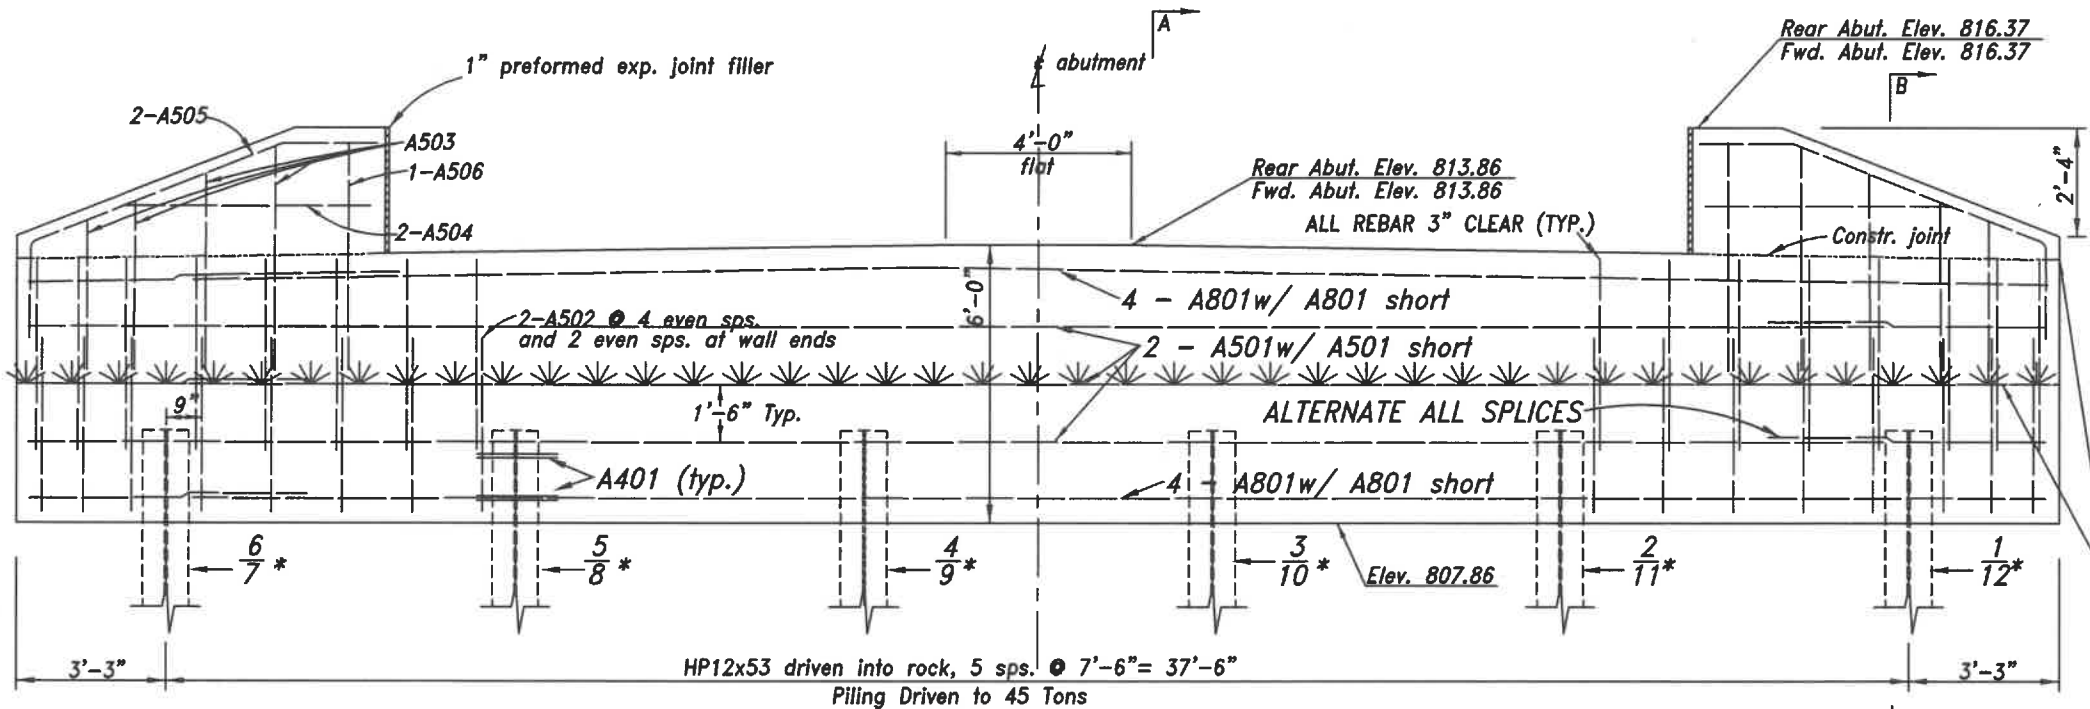 A
Rear Abut. Elev. 816.37
Fwd. Abut. Elev. 816.37
1" preformed exp. joint filler
abutment
B
2-A505
A503
4'-0"
flat
1-A506
Rear Abut. Elev. 813.86
Fwd. Abut. Elev. 813.86
2'-4"
ALL REBAR 3" CLEAR (TYP.)
2-A504
Constr. joint
6'-0"
4 - A801w/ A801 short
2-A502 @ 4 even sps.
and 2 even sps. at wall ends
2 - A501w/ A501 short
9"
1'-6" Typ.
ALTERNATE ALL SPLICES
A401 (typ.)
4 - A801w/ A801 short
6/7 *
5/8 *
4/9 *
3/10 *
Elev. 807.86
2/11 *
1/12 *
3'-3"
HP12x53 driven into rock, 5 sps. @ 7'-6"= 37'-6"
3'-3"
Piling Driven to 45 Tons